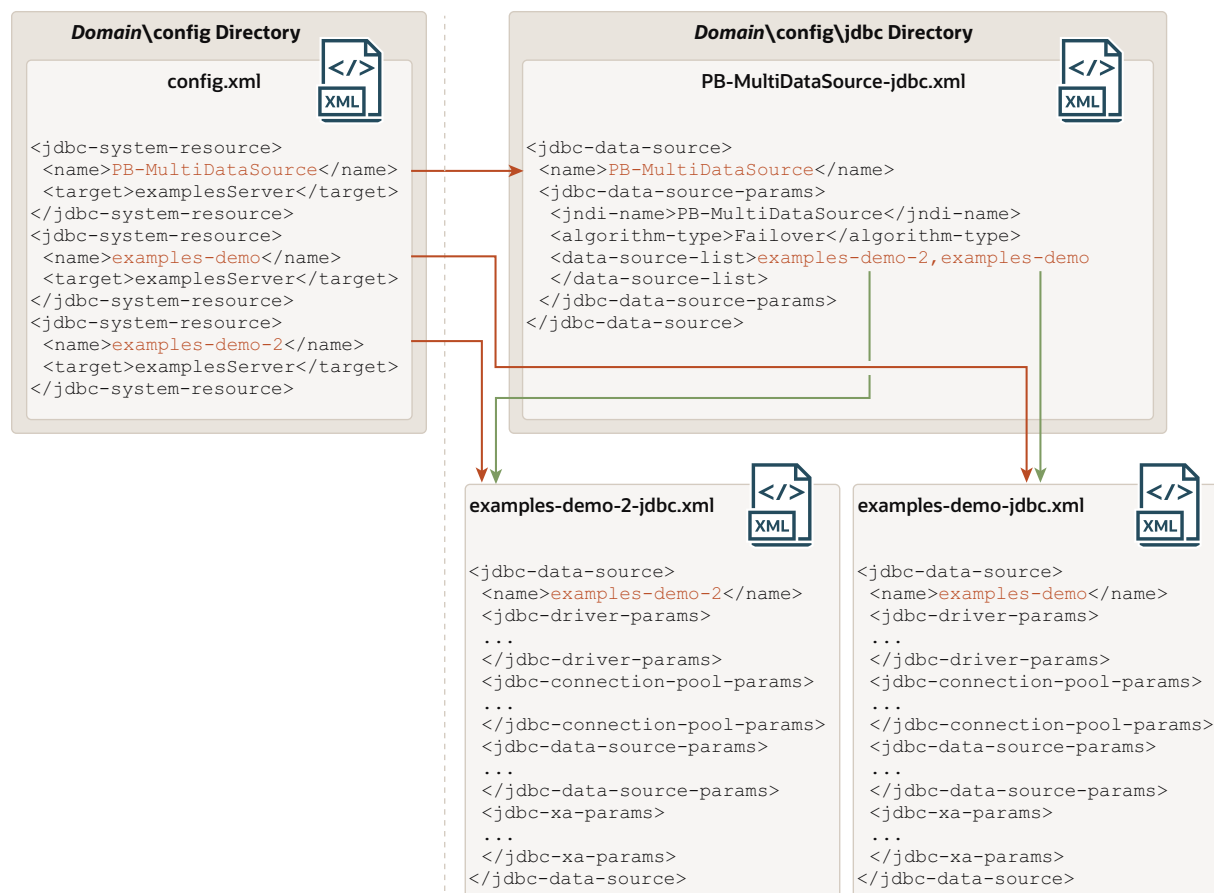 Domain\config Directory
config.xml
</>
XML
<jdbc-system-resource>
<name>PB-MultiDataSource</name>
<target>examplesServer</target>
</jdbc-system-resource>
<jdbc-system-resource>
<name>examples-demo</name>
<target>examplesServer</target>
</jdbc-system-resource>
<jdbc-system-resource>
<name>examples-demo-2</name>
<target>examplesServer</target>
</jdbc-system-resource>
Domain\config\jdbc Directory
PB-MultiDataSource-jdbc.xml
</>
XML
<jdbc-data-source>
<name>PB-MultiDataSource</name>
<jdbc-data-source-params>
<jndi-name>PB-MultiDataSource</jndi-name>
<algorithm-type>Failover</algorithm-type>
<data-source-list>examples-demo-2,examples-demo
</data-source-list>
</jdbc-data-source-params>
</jdbc-data-source>
examples-demo-2-jdbc.xml
</>
XML
<jdbc-data-source>
<name>examples-demo-2</name>
<jdbc-driver-params>
...
</jdbc-driver-params>
<jdbc-connection-pool-params>
...
</jdbc-connection-pool-params>
<jdbc-data-source-params>
...
</jdbc-data-source-params>
<jdbc-xa-params>
...
</jdbc-xa-params>
</jdbc-data-source>
examples-demo-jdbc.xml
</>
XML
<jdbc-data-source>
<name>examples-demo</name>
<jdbc-driver-params>
...
</jdbc-driver-params>
<jdbc-connection-pool-params>
...
</jdbc-connection-pool-params>
<jdbc-data-source-params>
...
</jdbc-data-source-params>
<jdbc-xa-params>
...
</jdbc-xa-params>
</jdbc-data-source>